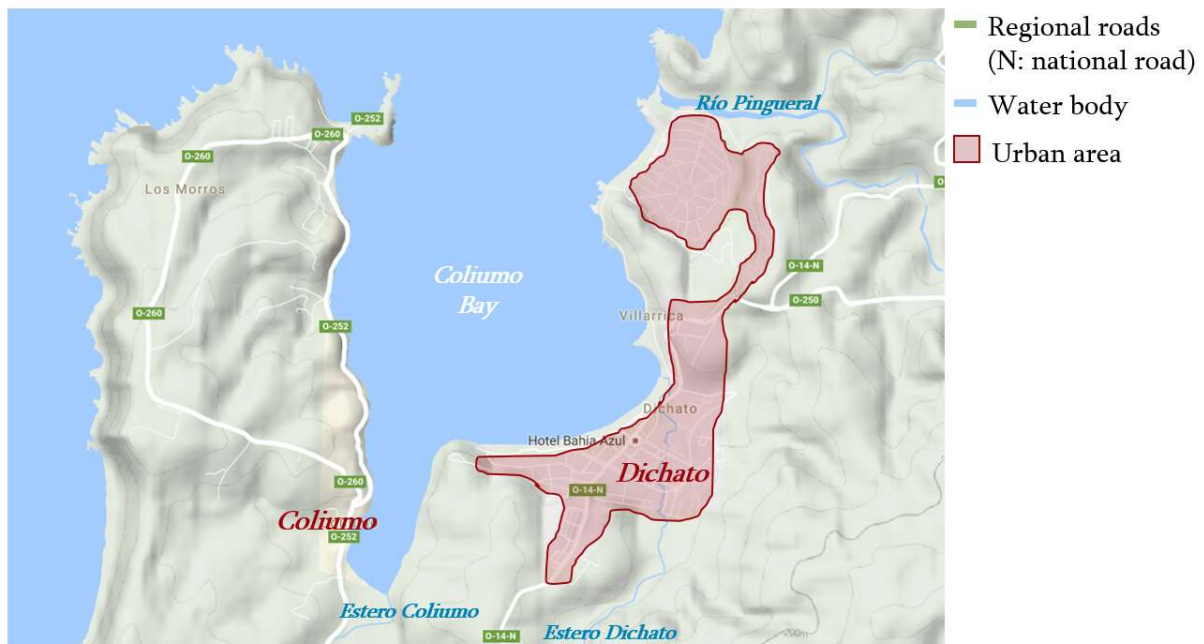 Regional roads
(N: national road)
Water body
Urban area
Río Pingueral
O-252
O-260
O-260
Los Morros
O-14-N
O-250
Coliumo
Bay
O-260
Villarrica
O-252
Dichato
Hotel Bahia Azul
Dichato
O-260
O-14-N
Coliumo
O-252
Estero Coliumo
O-14-N
Estero Dichato